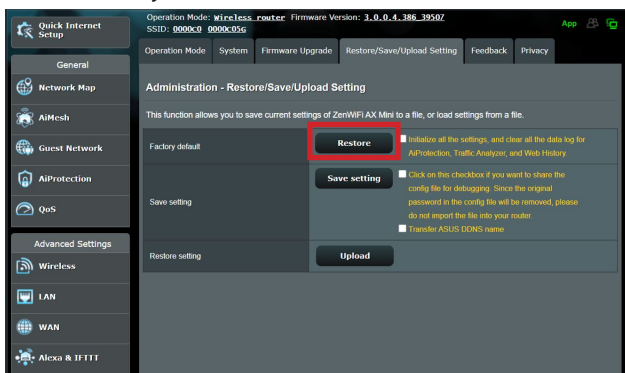 Quick Internet
Setup
Operation Mode: Wireless router Firmware Version: 3.0.0.4.386_39507
SSID: 0000c0 0000c05G
App
Operation Mode System Firmware Upgrade Restore/Save/Upload Setting Feedback Privacy
General
Network Map
AiMesh
Guest Network
AiProtection
QoS
Advanced Settings
Wireless
LAN
WAN
Alexa & IFTTT
Administration - Restore/Save/Upload Setting
This function allows you to save current settings of ZenWiFi AX Mini to a file, or load settings from a file.
Factory default
Restore
Initialize all the settings, and clear all the data log for
AiProtection, Traffic Analyzer, and Web History.
Save setting
Save setting
Click on this checkbox if you want to share the
config file for debugging. Since the original
password in the config file will be removed, please
do not import the file into your router.
Transfer ASUS DDNS name
Restore setting
Upload